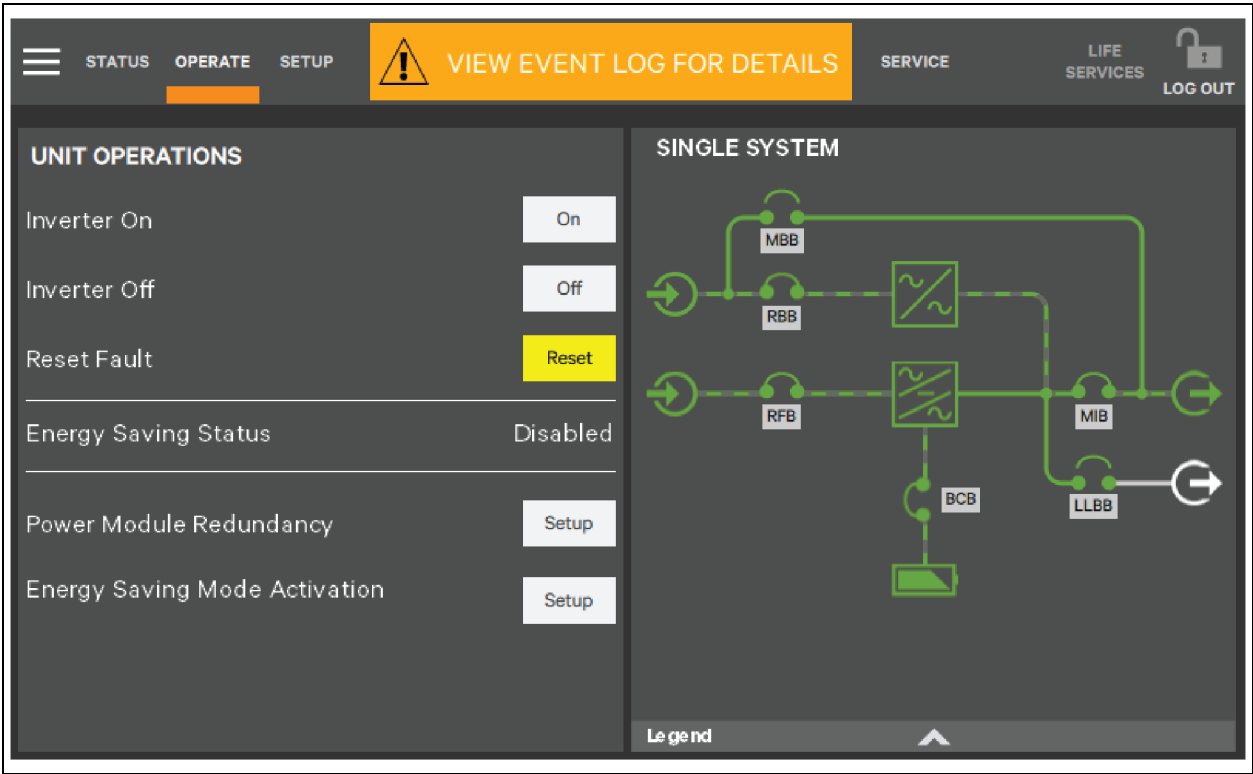 STATUS OPERATE SETUP VIEW EVENT LOG FOR DETAILS SERVICE LIFE
SERVICES
LOG OUT
UNIT OPERATIONS
Inverter On On
Inverter Off Off
Reset Fault Reset
Energy Saving Status Disabled
Power Module Redundancy Setup
Energy Saving Mode Activation Setup
SINGLE SYSTEM
MBB
RBB
RFB
MIB
BCB
LLBB
Legend